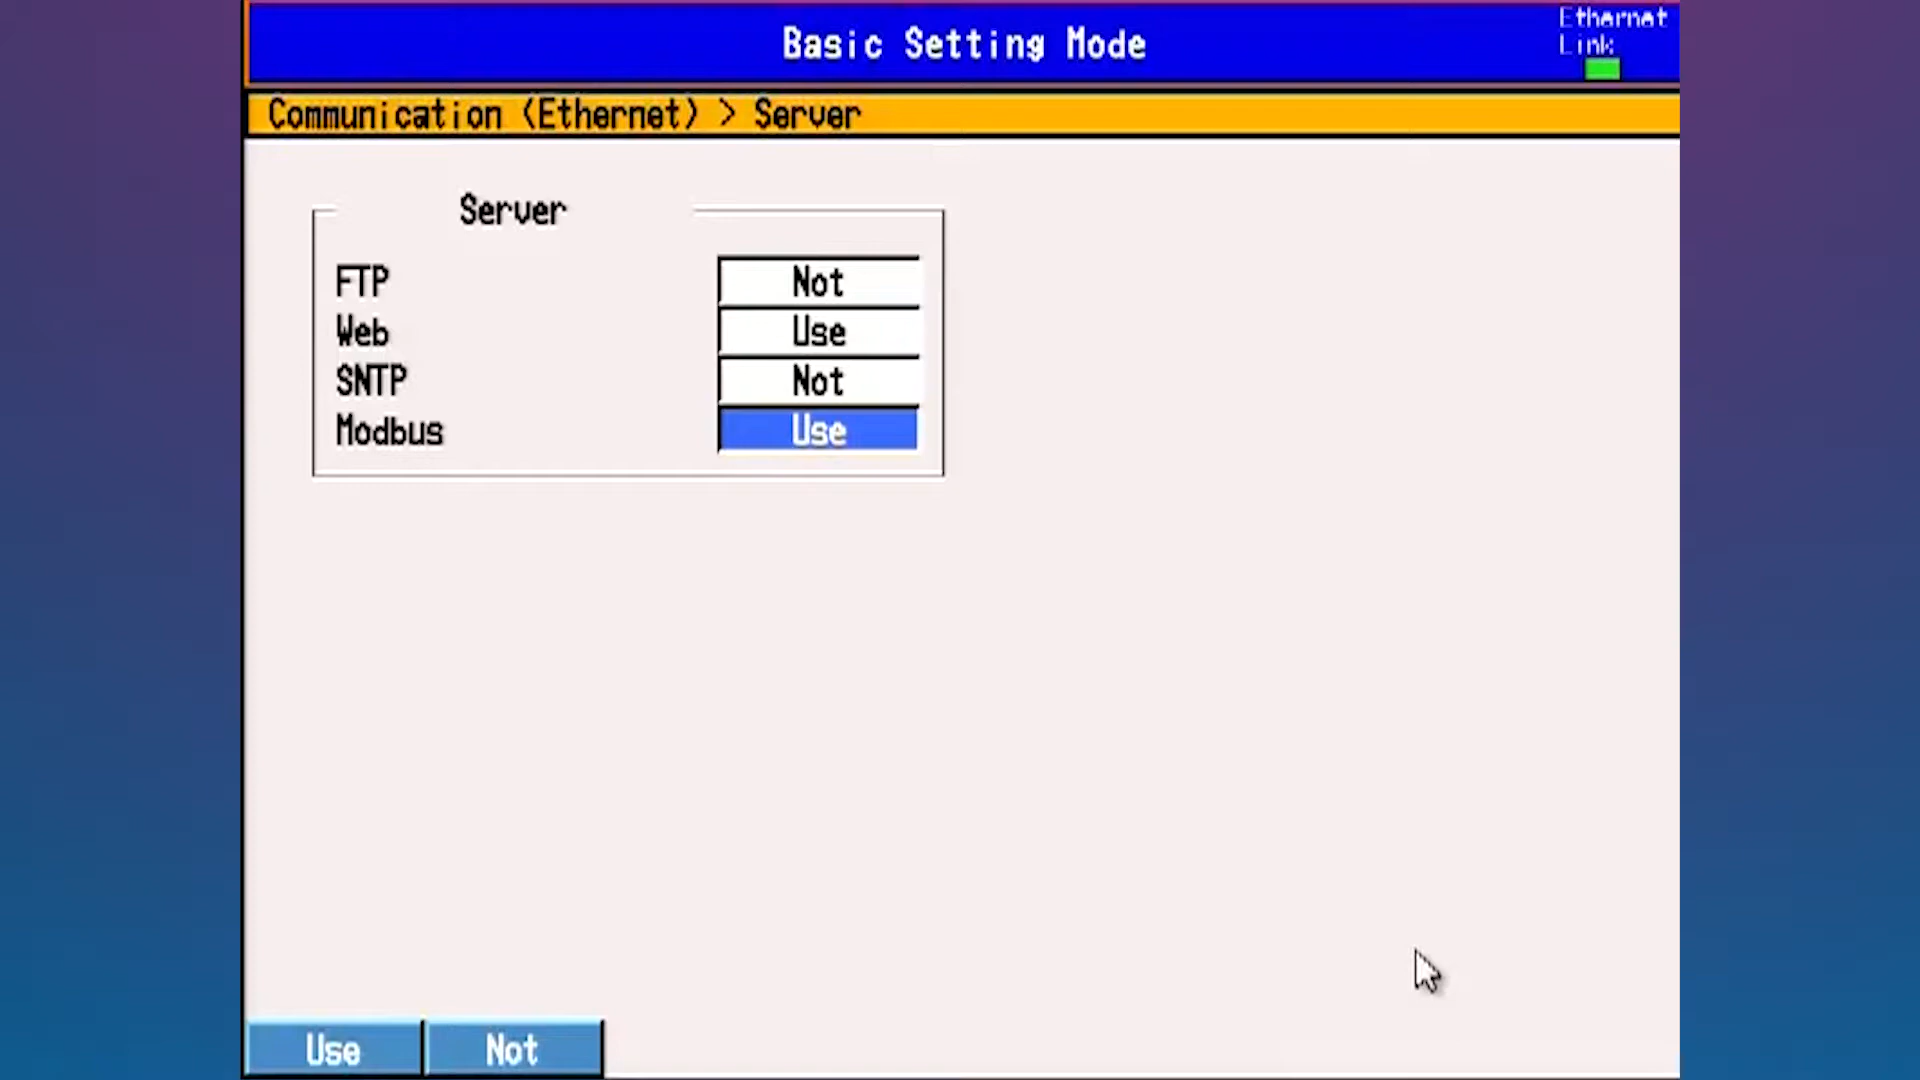 Basic Setting Mode
Ethernet
Link
Communication (Ethernet) > Server
Server
FTP Not
Web Use
SNTP Not
Modbus Use
Use Not